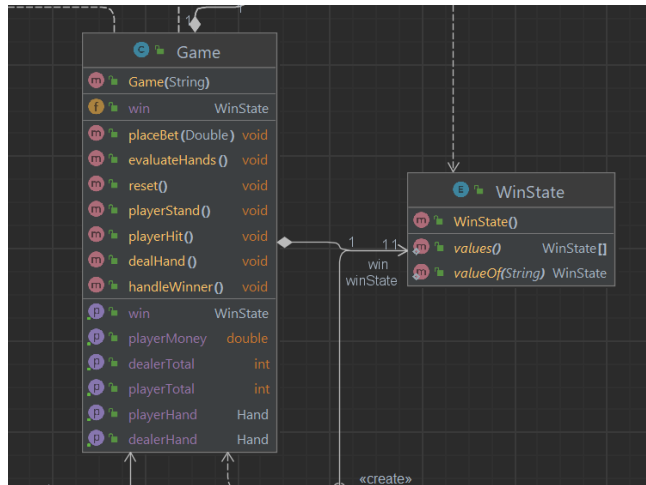 1
1
C Game
m Game(String)
f win WinState
m placeBet(Double) void
m evaluateHands() void
m reset() void
m playerStand() void
m playerHit() void
m dealHand() void
m handleWinner() void
p win WinState
p playerMoney double
p dealerTotal int
p playerTotal int
p playerHand Hand
p dealerHand Hand
E WinState
m WinState()
m values() WinState[]
m valueOf(String) WinState
1
11
win
winState
«create»